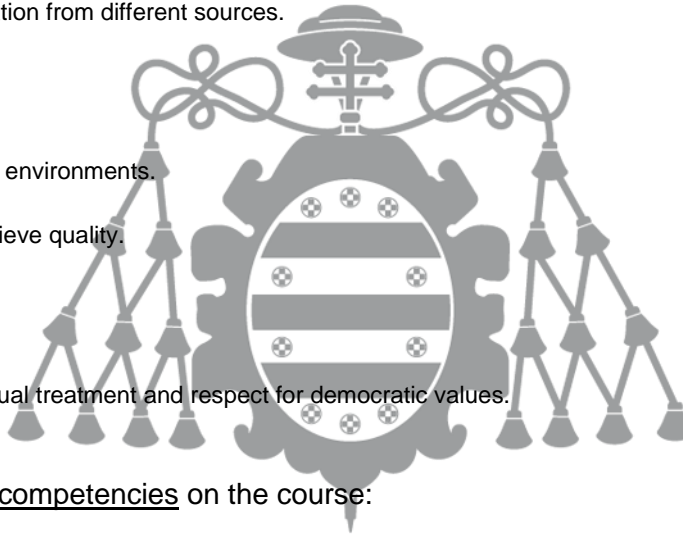 tion from different sources.
environments.
ieve quality.
ual treatment and respect for democratic values.
competencies on the course: